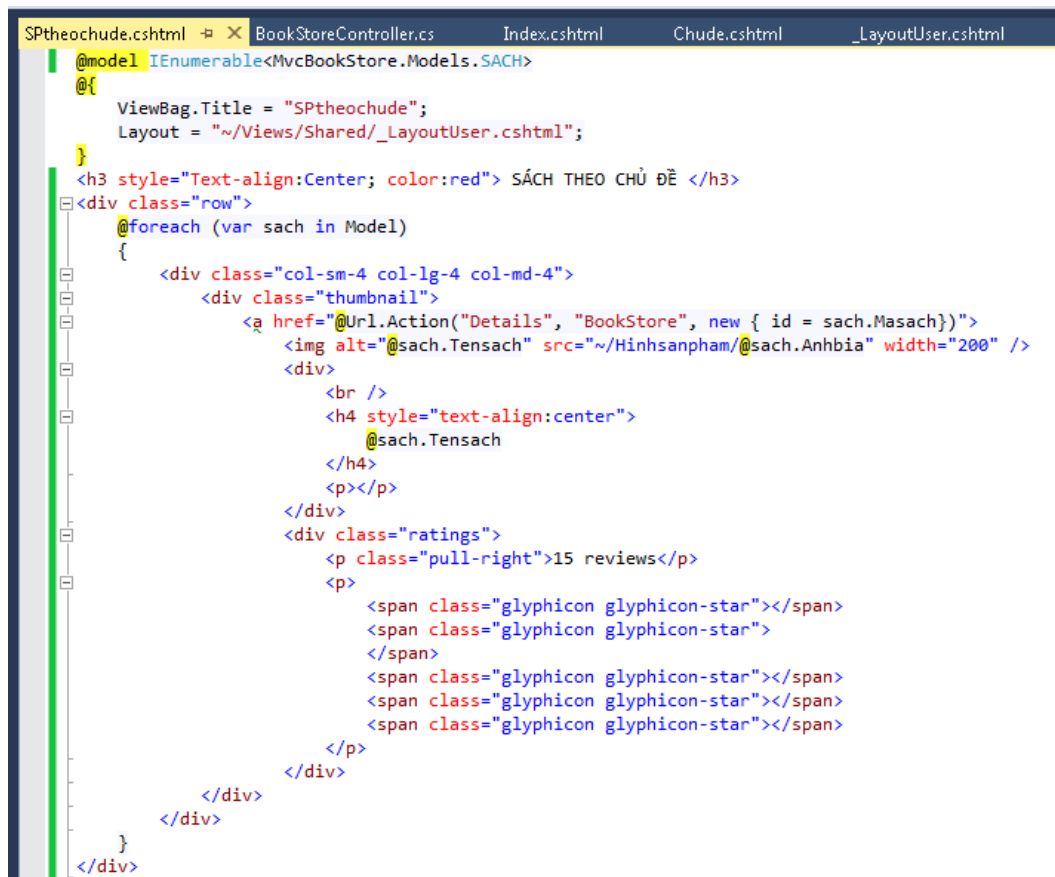 SPtheochude.cshtml BookStoreController.cs Index.cshtml Chude.cshtml _LayoutUser.cshtml
@model IEnumerable<MvcBookStore.Models.SACH>
@{
    ViewBag.Title = "SPtheochude";
    Layout = "~/Views/Shared/_LayoutUser.cshtml";
}
<h3 style="Text-align:Center; color:red"> SÁCH THEO CHỦ ĐỀ </h3>
<div class="row">
    @foreach (var sach in Model)
    {
        <div class="col-sm-4 col-lg-4 col-md-4">
            <div class="thumbnail">
                <a href="@Url.Action("Details", "BookStore", new { id = sach.Masach})">
                    <img alt="@sach.Tensach" src="~/Hinhsanpham/@sach.Anhbia" width="200" />
                    <div>
                        <br />
                        <h4 style="text-align:center">
                            @sach.Tensach
                        </h4>
                        <p></p>
                    </div>
                    <div class="ratings">
                        <p class="pull-right">15 reviews</p>
                        <p>
                            <span class="glyphicon glyphicon-star"></span>
                            <span class="glyphicon glyphicon-star">
                            </span>
                            <span class="glyphicon glyphicon-star"></span>
                            <span class="glyphicon glyphicon-star"></span>
                            <span class="glyphicon glyphicon-star"></span>
                        </p>
                    </div>
            </div>
        </div>
    }
</div>